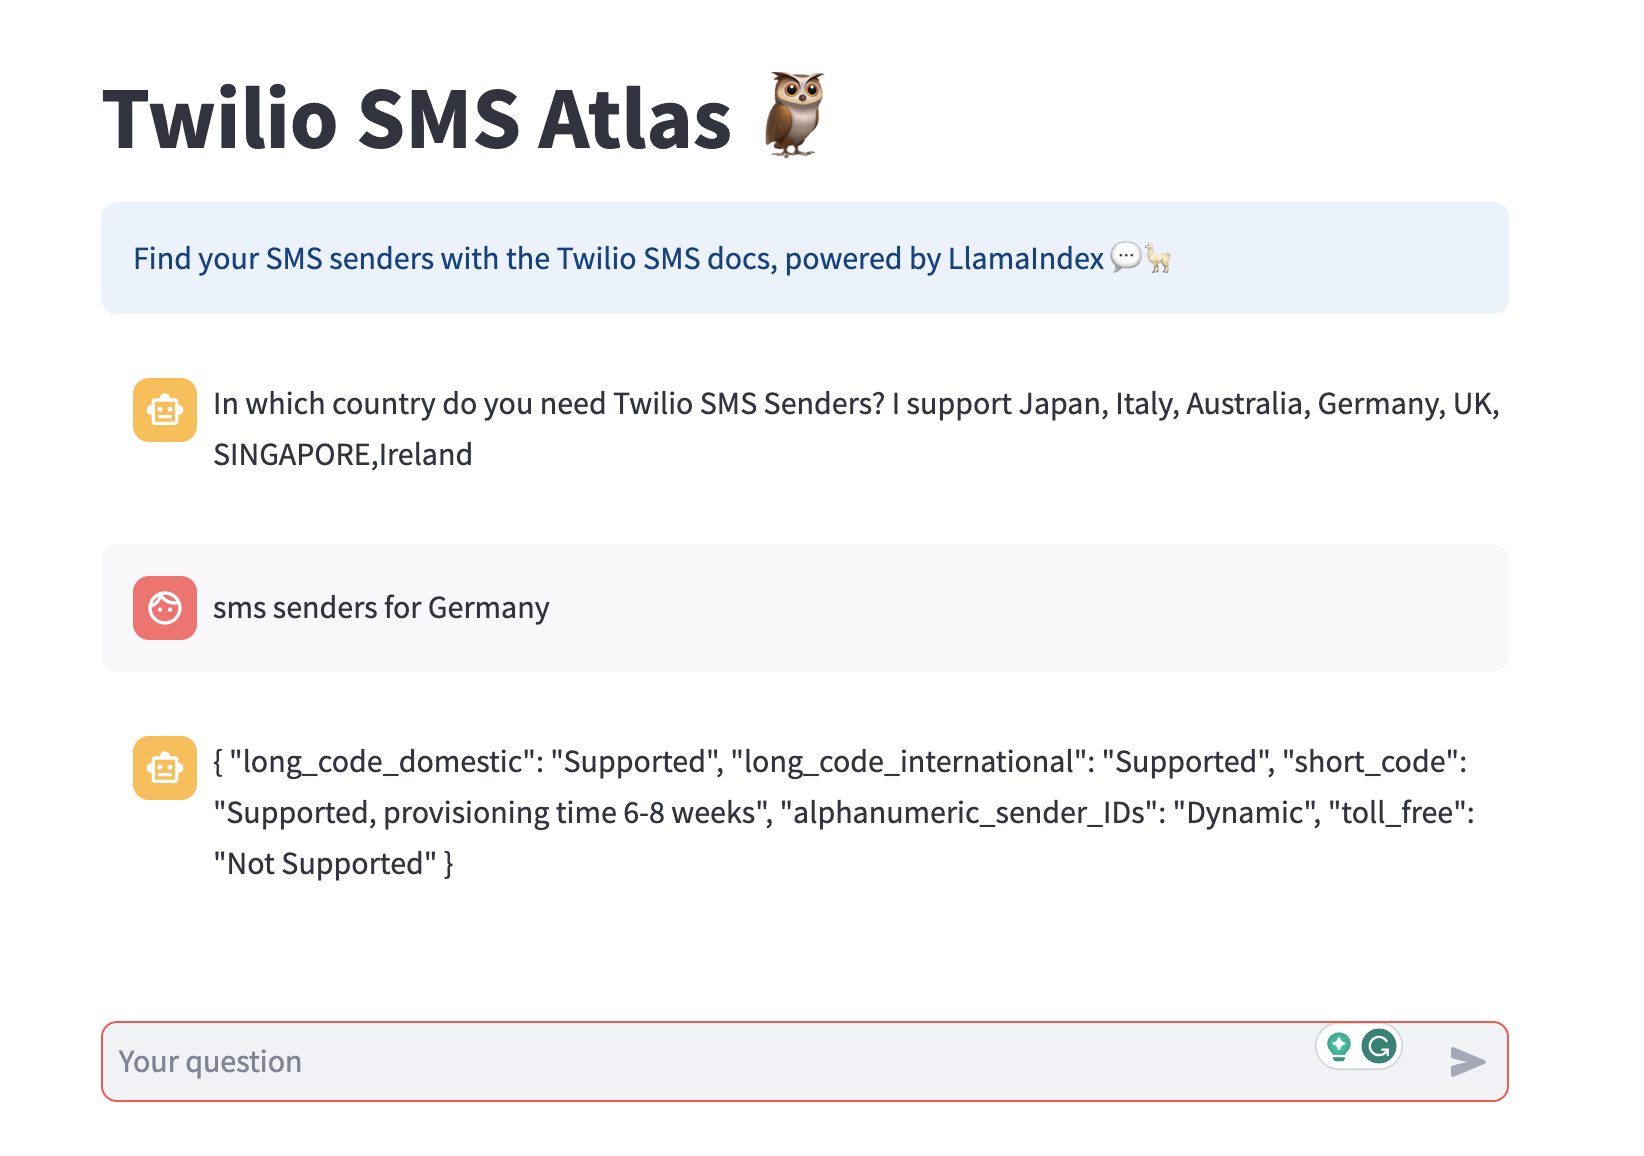 Twilio SMS Atlas 🦉
Find your SMS senders with the Twilio SMS docs, powered by LlamaIndex 💬🦙
In which country do you need Twilio SMS Senders? I support Japan, Italy, Australia, Germany, UK,
SINGAPORE,Ireland
sms senders for Germany
{ "long_code_domestic": "Supported", "long_code_international": "Supported", "short_code":
"Supported, provisioning time 6-8 weeks", "alphanumeric_sender_IDs": "Dynamic", "toll_free":
"Not Supported" }
Your question